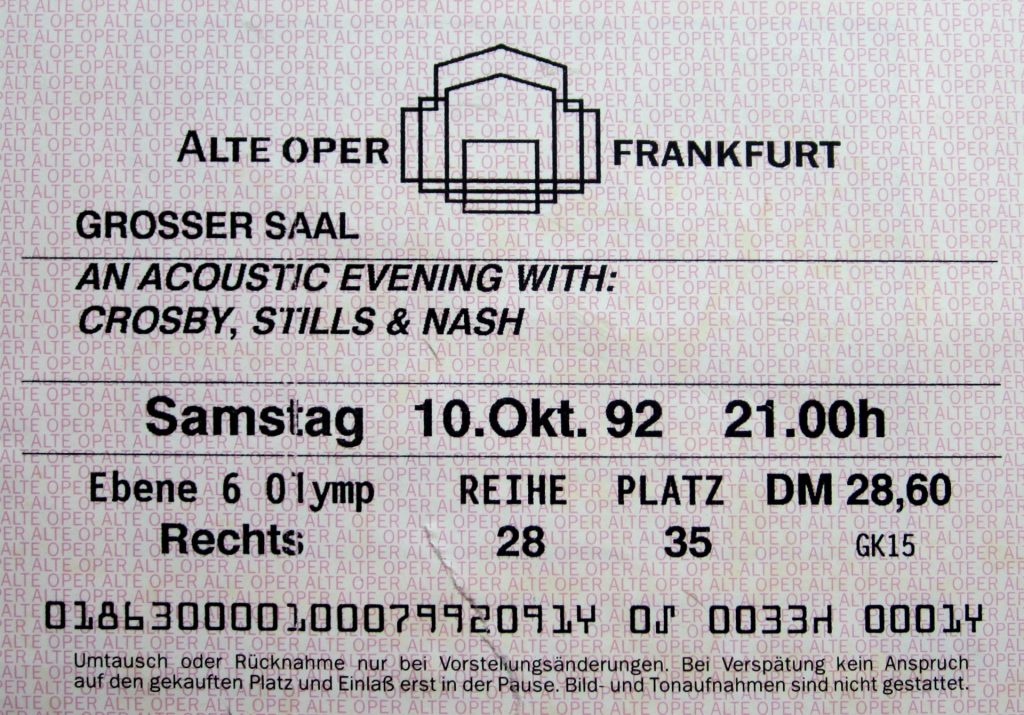 ALTE OPER FRANKFURT
GROSSER SAAL
AN ACOUSTIC EVENING WITH:
CROSBY, STILLS & NASH
Samstag 10.Okt. 92 21.00h
Ebene 6 Olymp REIHE PLATZ DM 28,60
Rechts 28 35 GK15
01863000010007992091Y OJ 0033H 0001Y
Umtausch oder Rücknahme nur bei Vorstellungsänderungen. Bei Verspätung kein Anspruch
auf den gekauften Platz und Einlaß erst in der Pause. Bild- und Tonaufnahmen sind nicht gestattet.